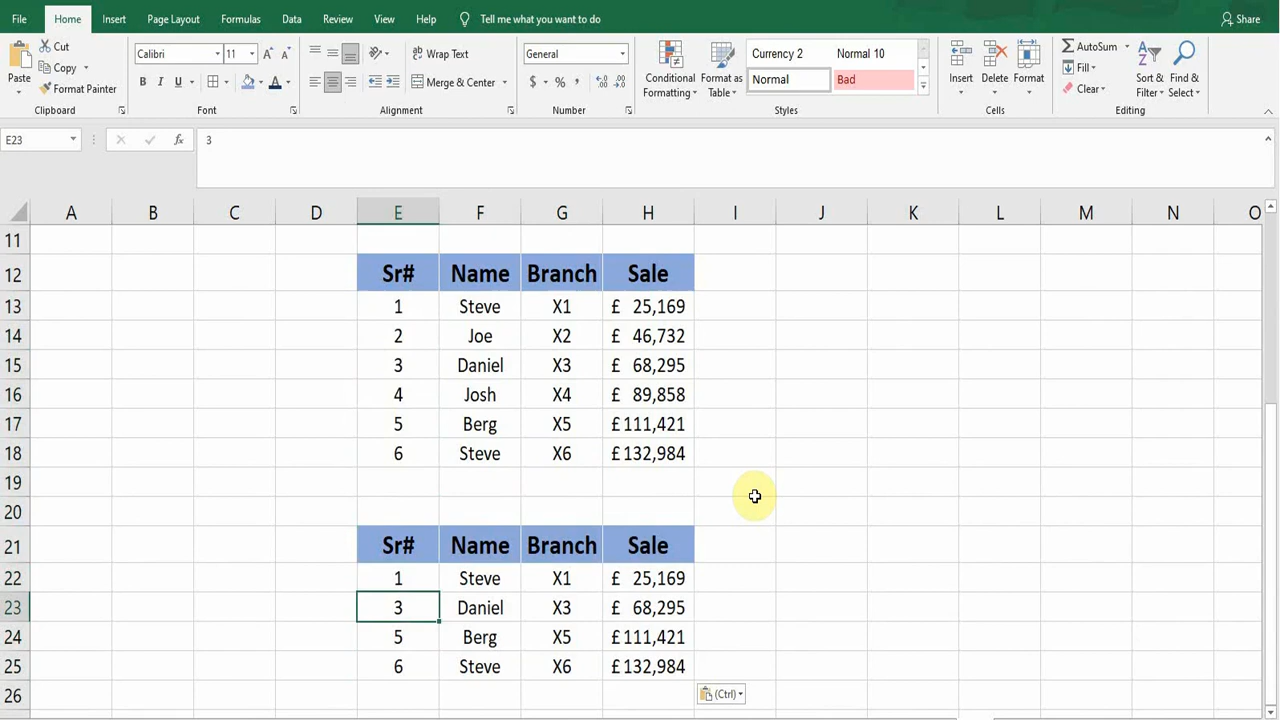 File Home Insert Page Layout Formulas Data Review View Help Tell me what you want to do Share
Cut Calibri 11 A A Wrap Text General Currency 2 Normal 10 AutoSum
Paste Copy Conditional Formatting Format as Table Insert Delete Format Fill Sort & Filter Find & Select
Format Painter B I U A Merge & Center $ % , Normal Bad Clear
Clipboard Font Alignment Number Styles Cells Editing
E23 fx 3
A B C D E F G H I J K L M N O
11
12 Sr# Name Branch Sale
13 1 Steve X1 £ 25,169
14 2 Joe X2 £ 46,732
15 3 Daniel X3 £ 68,295
16 4 Josh X4 £ 89,858
17 5 Berg X5 £111,421
18 6 Steve X6 £132,984
19
20
21 Sr# Name Branch Sale
22 1 Steve X1 £ 25,169
23 3 Daniel X3 £ 68,295
24 5 Berg X5 £111,421
25 6 Steve X6 £132,984
26 (Ctrl)